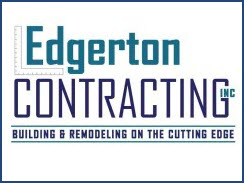 Edgerton
CONTRACTING INC
BUILDING & REMODELING ON THE CUTTING EDGE